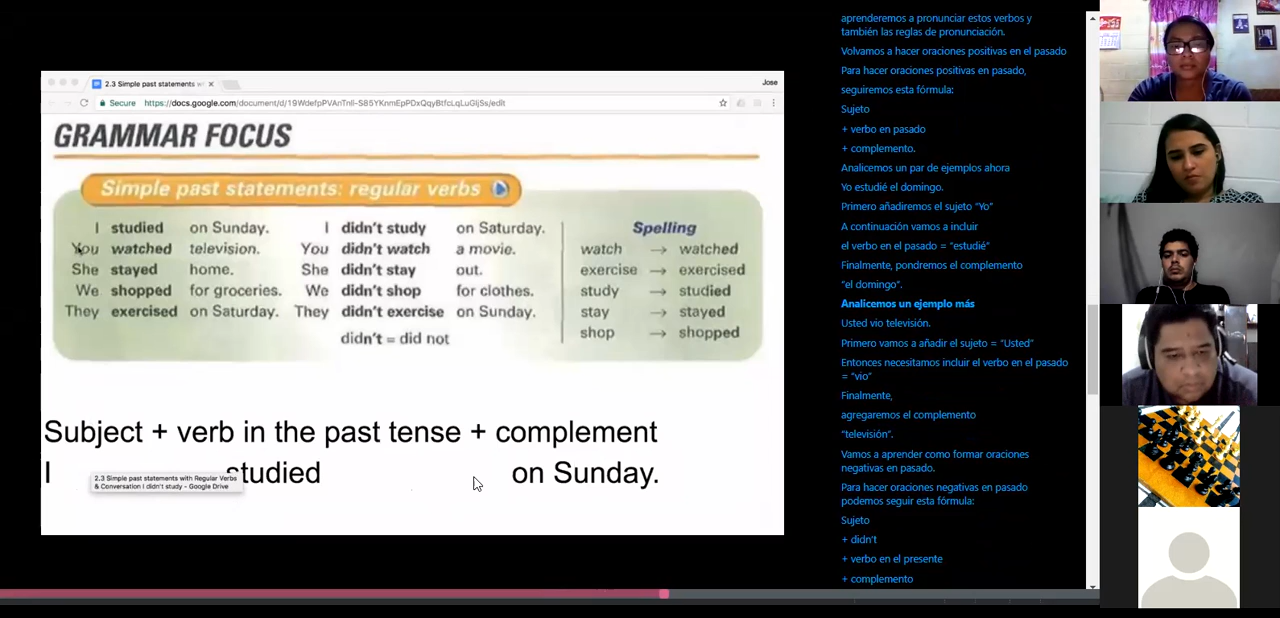 2.3 Simple past statements w
Jose
Secure
https://docs.google.com/document/d/19WdefpPVAnTnlI-S85YKnmEpPDxQqyBtfcLqLuGIjSs/edit
GRAMMAR FOCUS
Simple past statements: regular verbs
I studied on Sunday. I didn't study on Saturday. Spelling
You watched television. You didn't watch a movie. watch → watched
She stayed home. She didn't stay out. exercise → exercised
We shopped for groceries. We didn't shop for clothes. study → studied
They exercised on Saturday. They didn't exercise on Sunday. stay → stayed
didn't = did not shop → shopped
Subject + verb in the past tense + complement
I studied on Sunday.
2.3 Simple past statements with Regular Verbs
& Conversation I didn't study - Google Drive
aprenderemos a pronunciar estos verbos y
también las reglas de pronunciación.
Volvamos a hacer oraciones positivas en el pasado
Para hacer oraciones positivas en pasado,
seguiremos esta fórmula:
Sujeto
+ verbo en pasado
+ complemento.
Analicemos un par de ejemplos ahora
Yo estudié el domingo.
Primero añadiremos el sujeto "Yo"
A continuación vamos a incluir
el verbo en el pasado = "estudié"
Finalmente, pondremos el complemento
"el domingo".
Analicemos un ejemplo más
Usted vio televisión.
Primero vamos a añadir el sujeto = "Usted"
Entonces necesitamos incluir el verbo en el pasado
= "vio"
Finalmente,
agregaremos el complemento
"televisión".
Vamos a aprender como formar oraciones
negativas en pasado.
Para hacer oraciones negativas en pasado
podemos seguir esta fórmula:
Sujeto
+ didn't
+ verbo en el presente
+ complemento